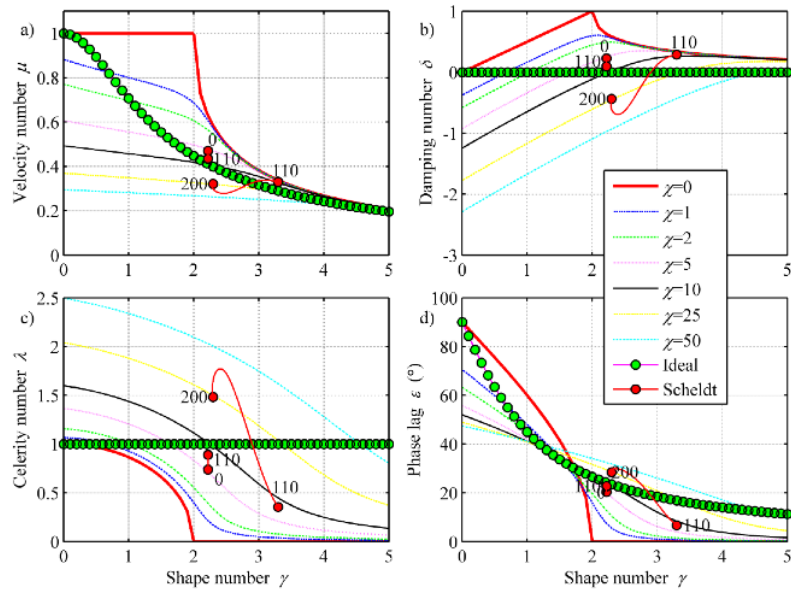 a)
1
0.8
0.6
0.4
0.2
0
Velocity number μ
0
110
200
110
0 1 2 3 4 5
b)
1
0
-1
-2
-3
Damping number δ
0
110
110
200
0 1 2 5
χ=0
χ=1
χ=2
χ=5
χ=10
χ=25
χ=50
Ideal
Scheldt
c)
2.5
2
1.5
1
0.5
0
Celerity number λ
200
110
0
110
0 1 2 3 4 5
Shape number γ
d)
100
80
60
40
20
0
Phase lag ε (°)
200
110
0
110
0 1 2 3 4 5
Shape number γ